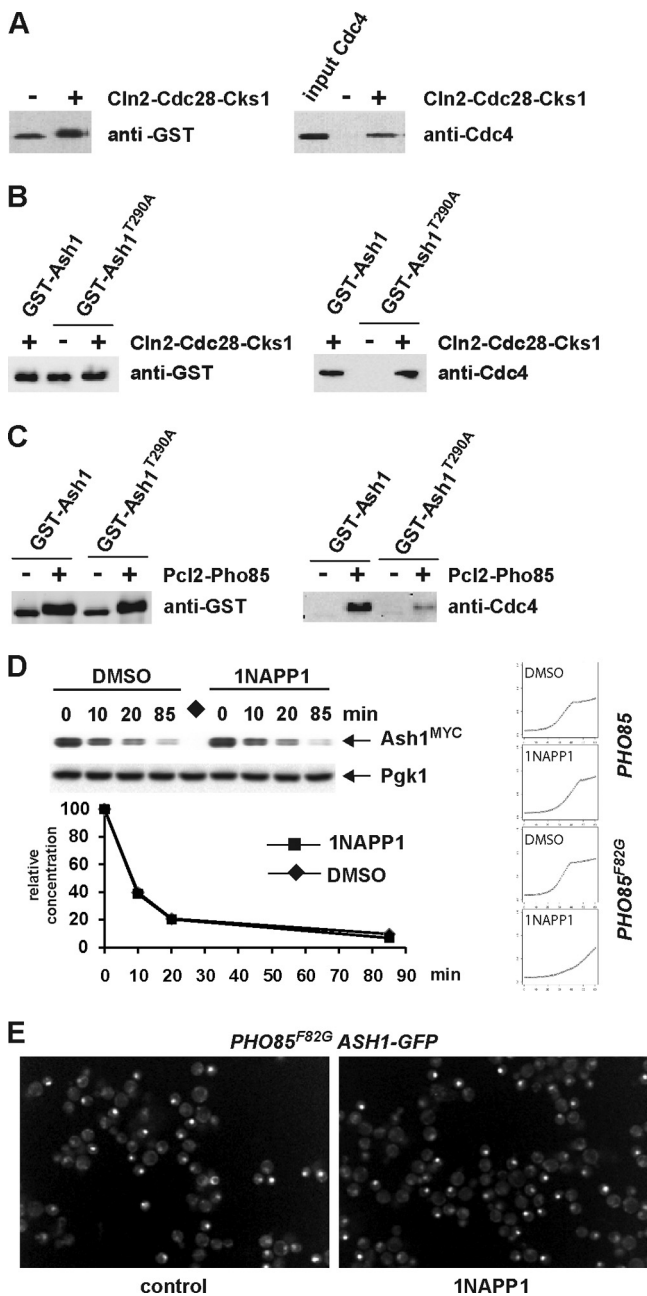 A
- + Cln2-Cdc28-Cks1
anti-GST
input Cdc4
- + Cln2-Cdc28-Cks1
anti-Cdc4
B
GST-Ash1
GST-Ash1T290A
+ - + Cln2-Cdc28-Cks1
anti-GST
GST-Ash1
GST-Ash1T290A
+ - + Cln2-Cdc28-Cks1
anti-Cdc4
C
GST-Ash1
GST-Ash1T290A
- + - + Pcl2-Pho85
anti-GST
GST-Ash1
GST-Ash1T290A
- + - + Pcl2-Pho85
anti-Cdc4
D
DMSO 1NAPP1
0 10 20 85 0 10 20 85 min
Ash1MYC
Pgk1
relative
concentration
100
80
60
40
20
0
1NAPP1
DMSO
0 10 20 30 40 50 60 70 80 90 min
DMSO
1NAPP1
PHO85
DMSO
1NAPP1
PHO85F82G
E
PHO85F82G ASH1-GFP
control
1NAPP1